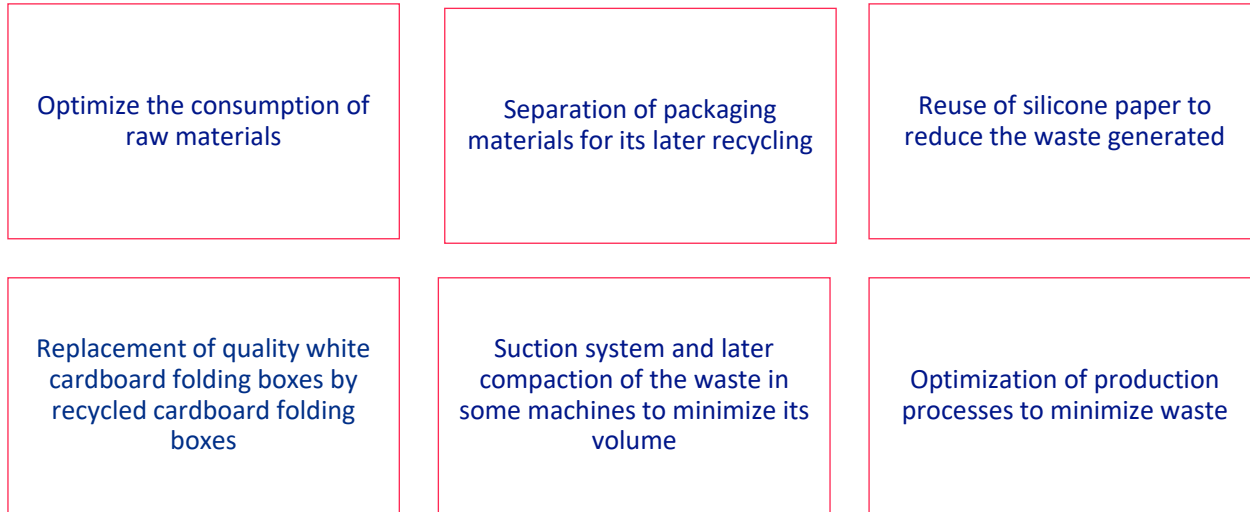 Optimize the consumption of
raw materials
Separation of packaging
materials for its later recycling
Reuse of silicone paper to
reduce the waste generated
Replacement of quality white
cardboard folding boxes by
recycled cardboard folding
boxes
Suction system and later
compaction of the waste in
some machines to minimize its
volume
Optimization of production
processes to minimize waste